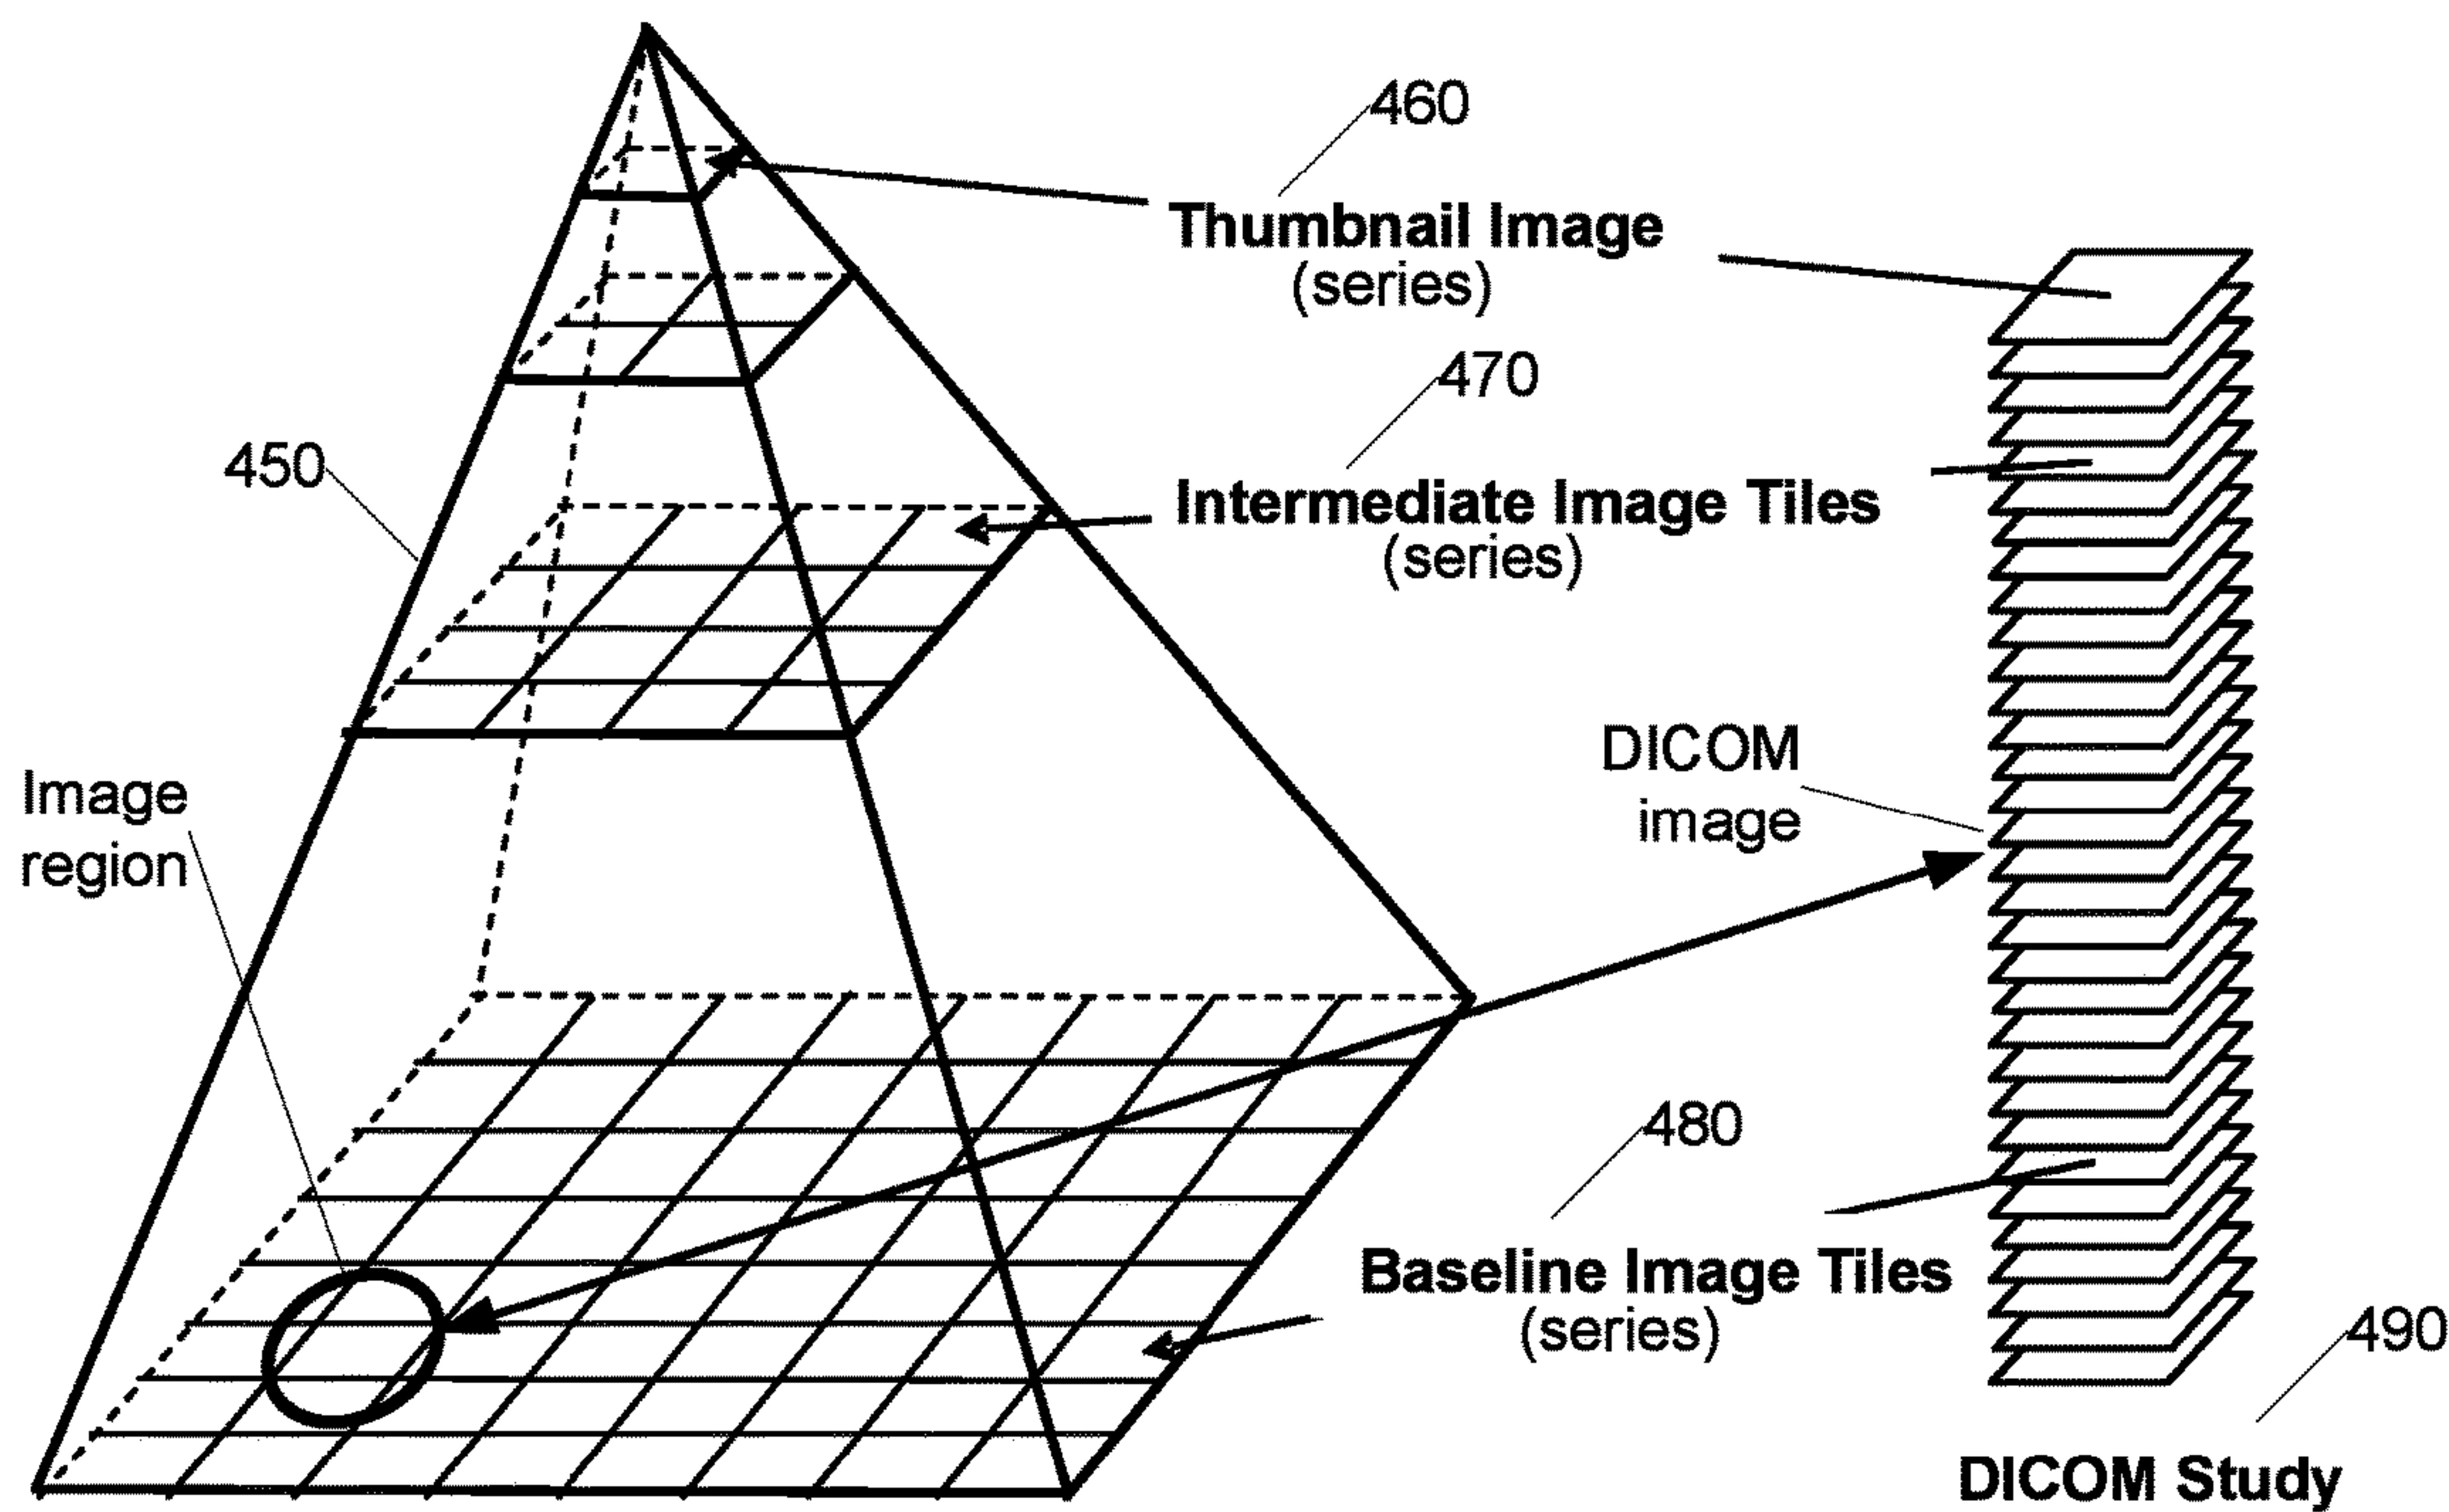 460
Thumbnail Image
(series)
470
450
Intermediate Image Tiles
(series)
DICOM
image
Image
region
480
Baseline Image Tiles
(series)
490
DICOM Study